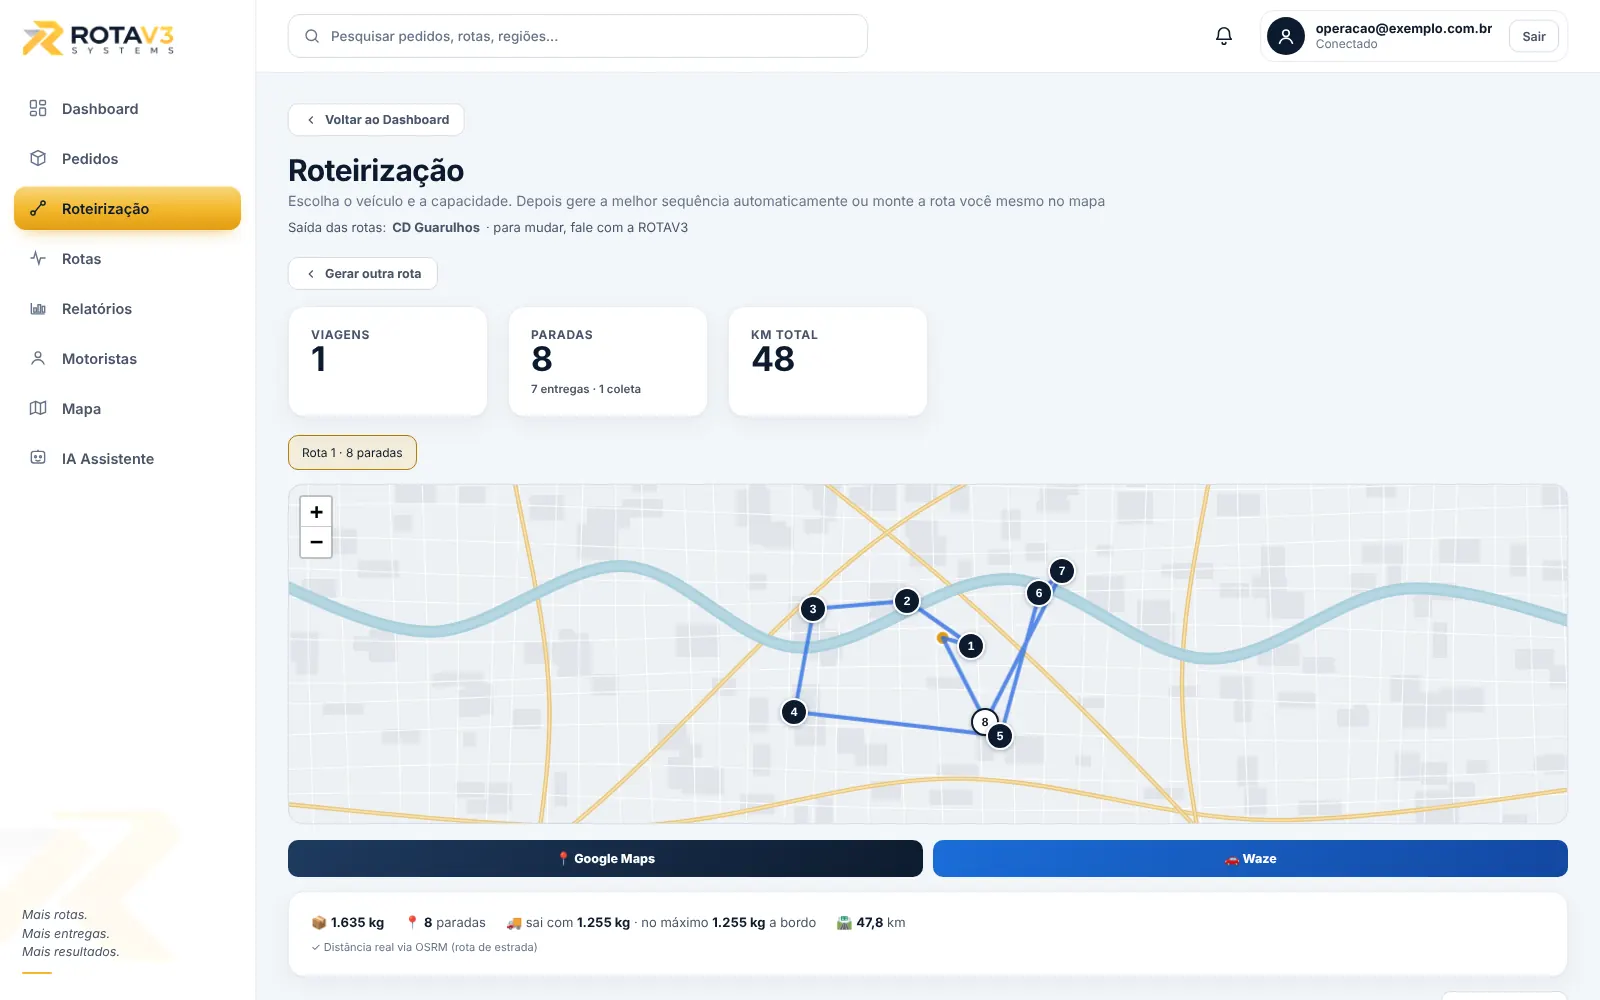 ROTAV3
SYSTEMS
Pesquisar pedidos, rotas, regiões...
operacao@exemplo.com.br
Conectado
Sair
Dashboard
Pedidos
Roteirização
Rotas
Relatórios
Motoristas
Mapa
IA Assistente
Mais rotas.
Mais entregas.
Mais resultados.
Voltar ao Dashboard
Roteirização
Escolha o veículo e a capacidade. Depois gere a melhor sequência automaticamente ou monte a rota você mesmo no mapa
Saída das rotas: CD Guarulhos · para mudar, fale com a ROTAV3
Gerar outra rota
VIAGENS
1
PARADAS
8
7 entregas · 1 coleta
KM TOTAL
48
Rota 1 · 8 paradas
+
−
7
6
2
3
1
4
8
5
Google Maps
Waze
1.635 kg 8 paradas sai com 1.255 kg · no máximo 1.255 kg a bordo 47,8 km
✓ Distância real via OSRM (rota de estrada)